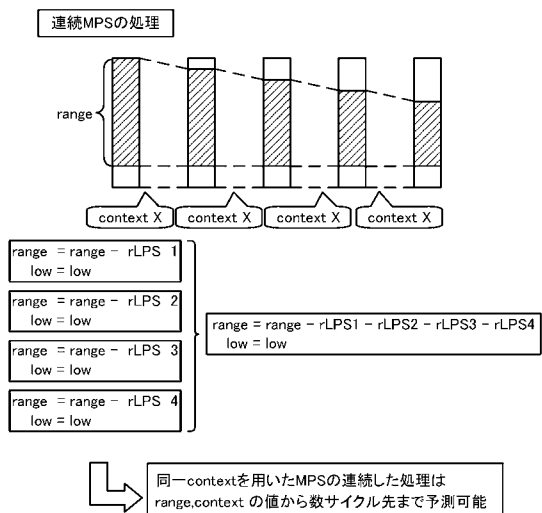 連続MPSの処理
range
context X
context X
context X
context X
range = range - rLPS 1
low = low
range = range - rLPS 2
low = low
range = range - rLPS 3
low = low
range = range - rLPS 4
low = low
range = range - rLPS1 - rLPS2 - rLPS3 - rLPS4
low = low
同一contextを用いたMPSの連続した処理は
range,context の値から数サイクル先まで予測可能